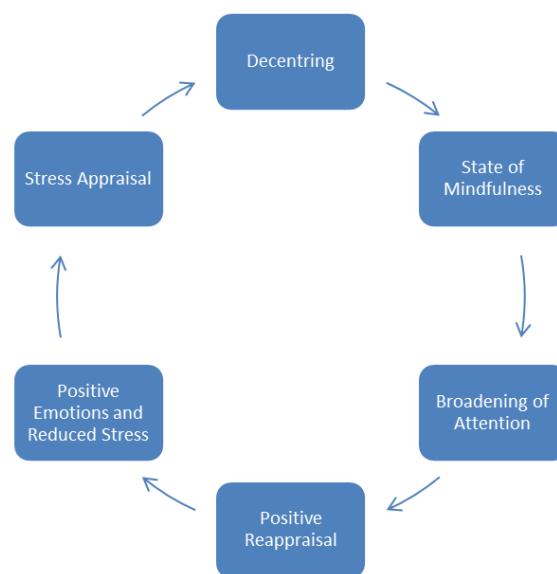 Decentring
State of
Mindfulness
Broadening of
Attention
Positive
Reappraisal
Positive
Emotions and
Reduced Stress
Stress Appraisal